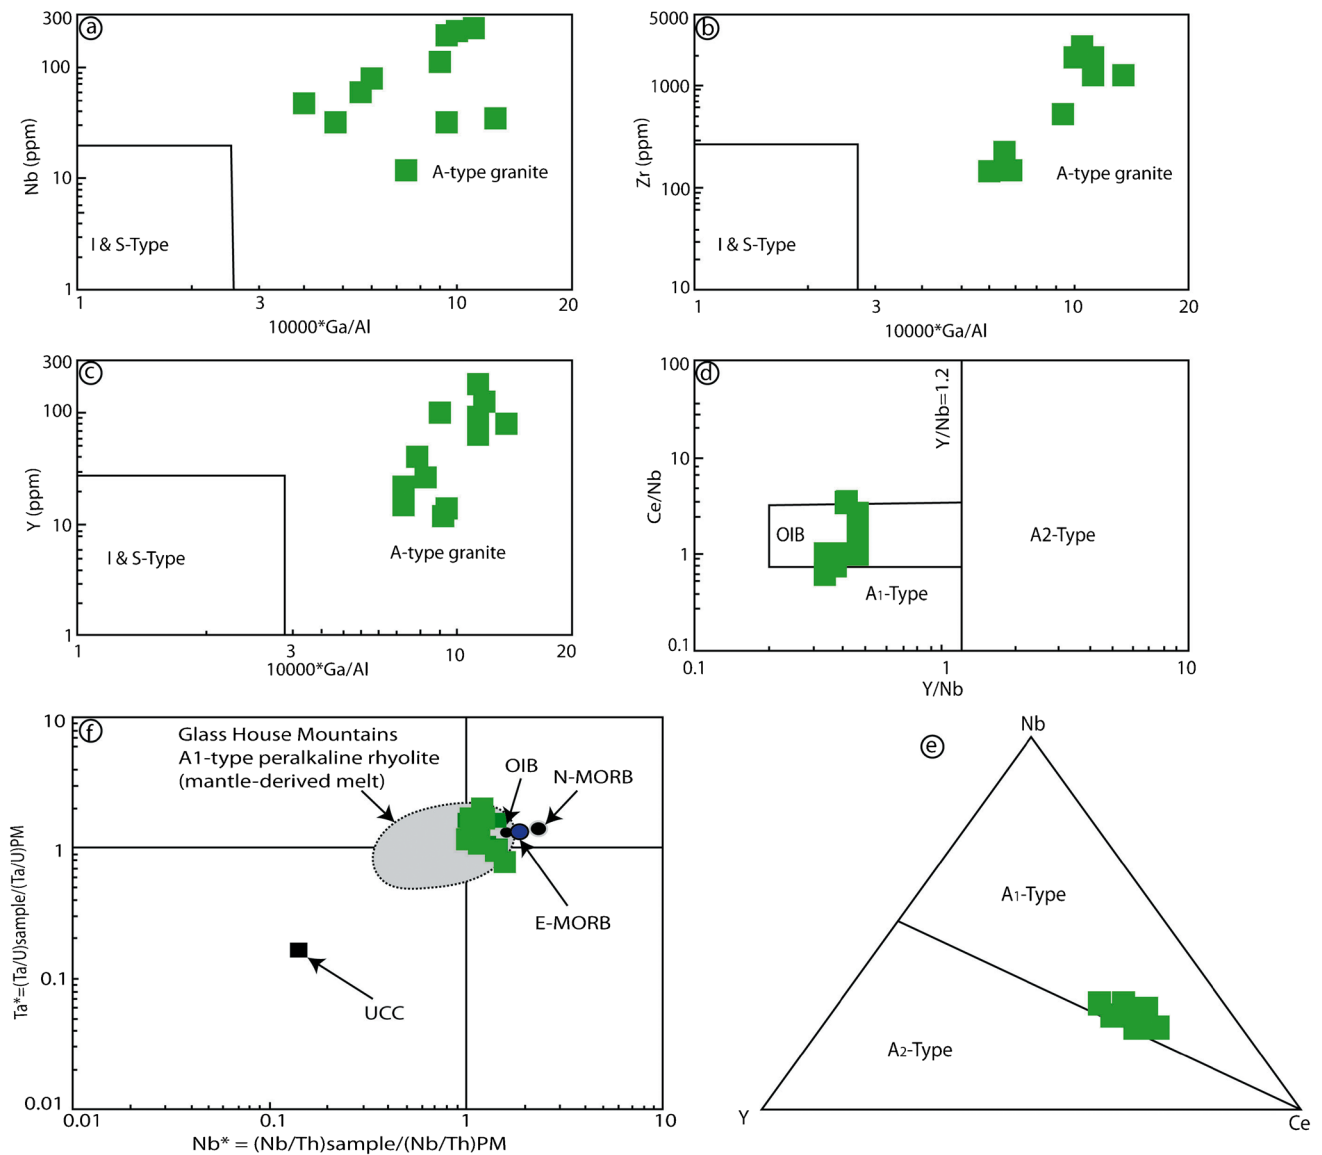 a
300
100
10
1
Nb (ppm)
A-type granite
I & S-Type
1
3
10
20
10000*Ga/Al
b
5000
1000
100
10
Zr (ppm)
A-type granite
I & S-Type
1
3
10
20
10000*Ga/Al
c
300
100
10
1
Y (ppm)
A-type granite
I & S-Type
1
3
10
20
10000*Ga/Al
d
100
10
1
0.1
Ce/Nb
Y/Nb=1.2
OIB
A2-Type
A1-Type
0.1
1
10
Y/Nb
f
10
1
0.1
0.01
Ta*=(Ta/U)sample/(Ta/U)PM
Glass House Mountains
A1-type peralkaline rhyolite
(mantle-derived melt)
OIB
N-MORB
E-MORB
UCC
0.01
0.1
1
10
Nb* = (Nb/Th)sample/(Nb/Th)PM
e
Nb
A1-Type
A2-Type
Y
Ce